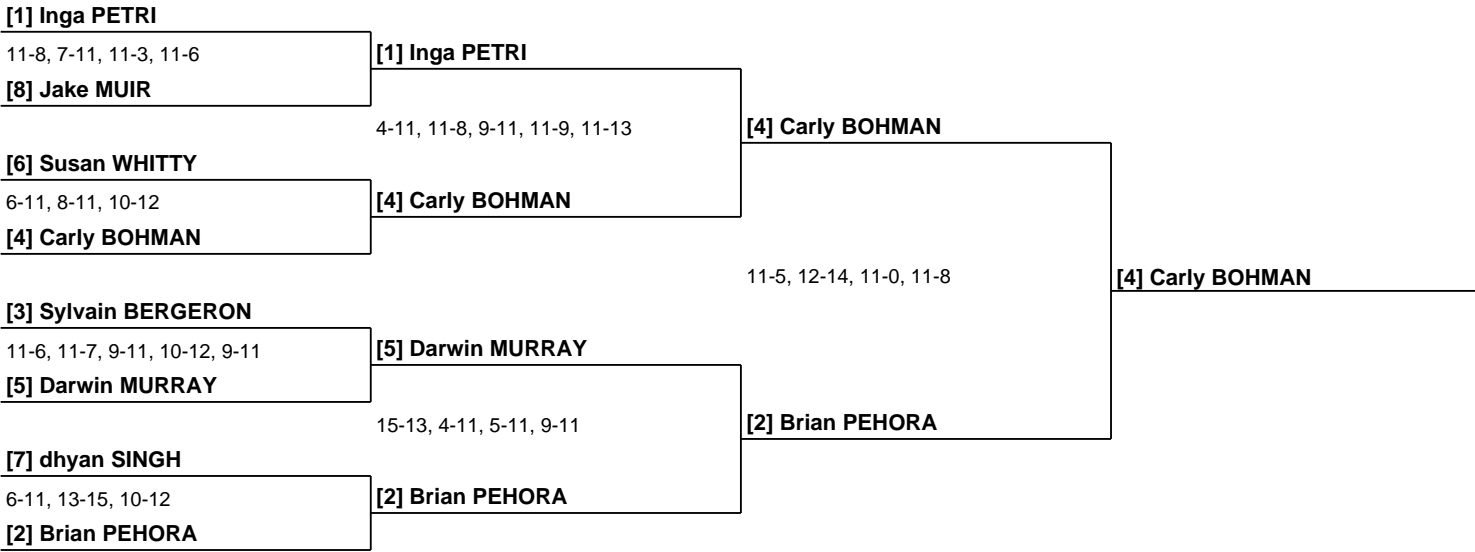 [1] Inga PETRI
11-8, 7-11, 11-3, 11-6
[1] Inga PETRI
[8] Jake MUIR
4-11, 11-8, 9-11, 11-9, 11-13
[4] Carly BOHMAN
[6] Susan WHITTY
6-11, 8-11, 10-12
[4] Carly BOHMAN
[4] Carly BOHMAN
11-5, 12-14, 11-0, 11-8
[4] Carly BOHMAN
[3] Sylvain BERGERON
11-6, 11-7, 9-11, 10-12, 9-11
[5] Darwin MURRAY
[5] Darwin MURRAY
15-13, 4-11, 5-11, 9-11
[2] Brian PEHORA
[7] dhyan SINGH
6-11, 13-15, 10-12
[2] Brian PEHORA
[2] Brian PEHORA